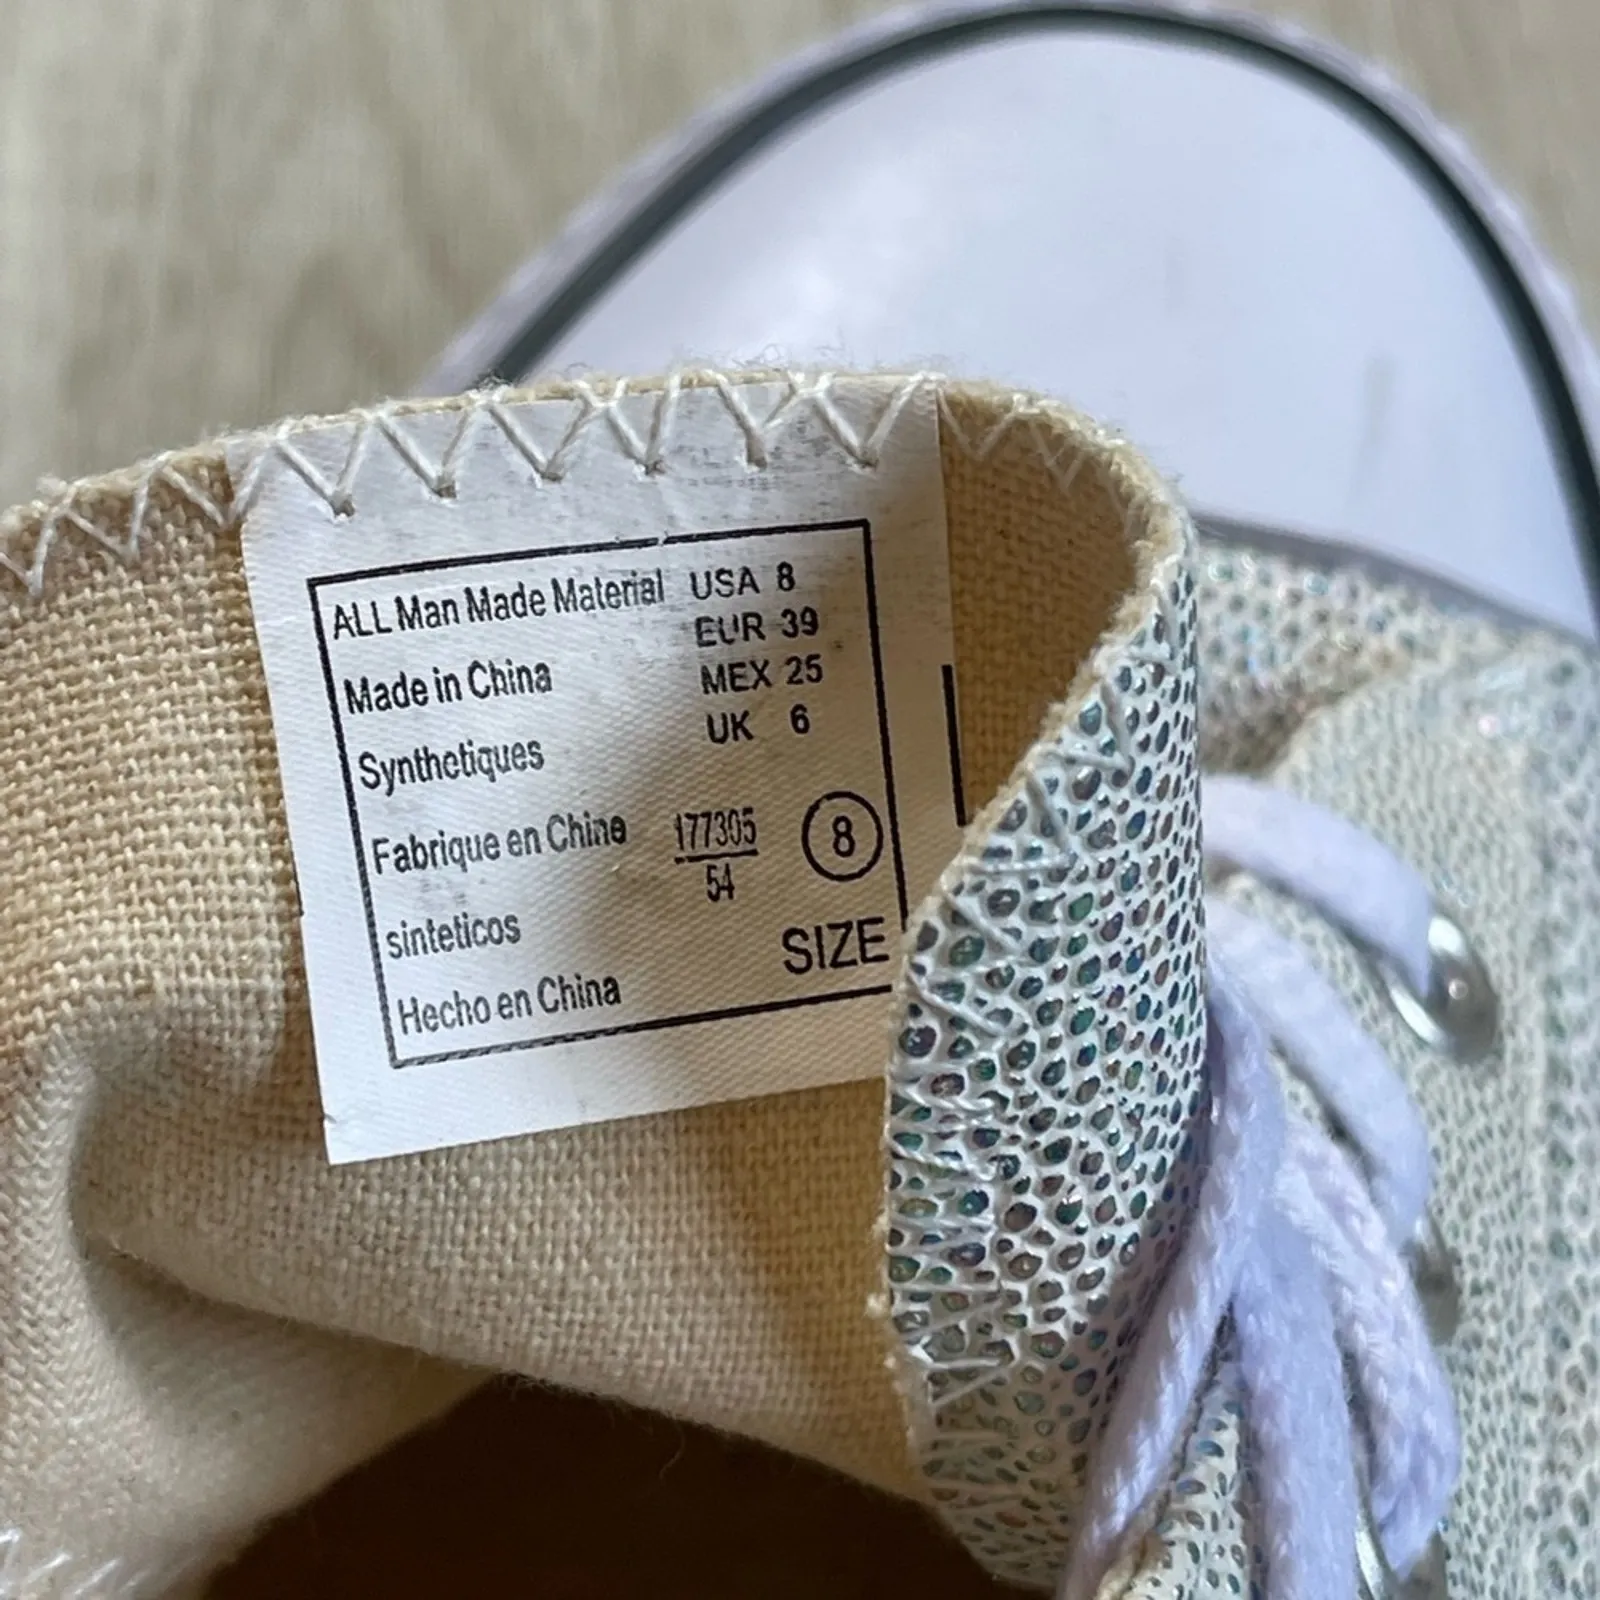 ALL Man Made Material USA 8
EUR 39
Made in China MEX 25
UK 6
Synthetiques
Fabrique en Chine 177305 8
54
sinteticos SIZE
Hecho en China